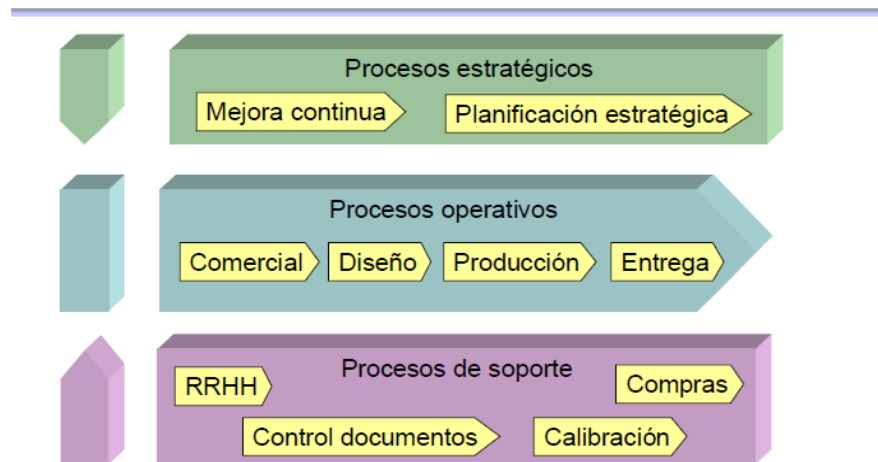 Procesos estratégicos
Mejora continua
Planificación estratégica
Procesos operativos
Comercial
Diseño
Producción
Entrega
Procesos de soporte
RRHH
Compras
Control documentos
Calibración